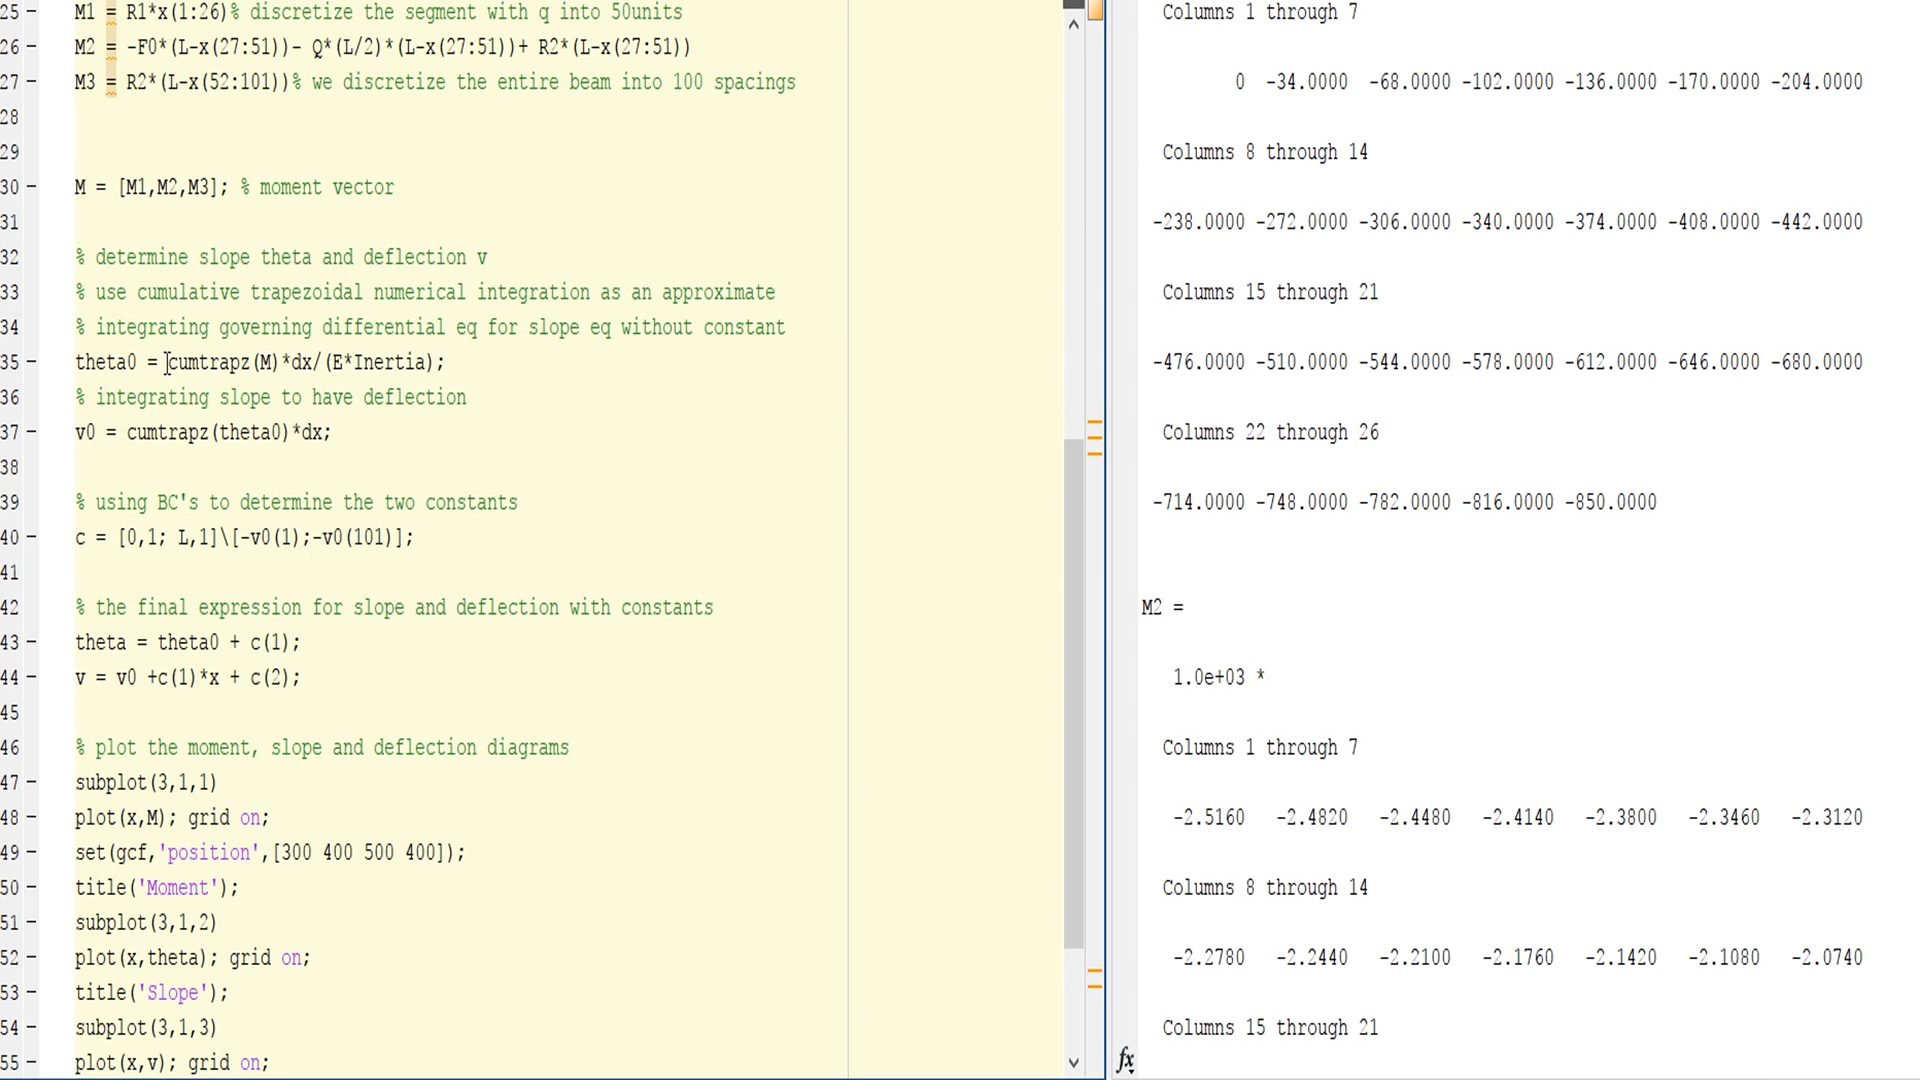 25 - M1 = R1*x(1:26)% discretize the segment with q into 50units
26 - M2 = -F0*(L-x(27:51))- Q*(L/2)*(L-x(27:51))+ R2*(L-x(27:51))
27 - M3 = R2*(L-x(52:101))% we discretize the entire beam into 100 spacings
28
29
30 - M = [M1,M2,M3]; % moment vector
31
32 % determine slope theta and deflection v
33 % use cumulative trapezoidal numerical integration as an approximate
34 % integrating governing differential eq for slope eq without constant
35 - theta0 = cumtrapz(M)*dx/(E*Inertia);
36 % integrating slope to have deflection
37 - v0 = cumtrapz(theta0)*dx;
38
39 % using BC's to determine the two constants
40 - c = [0,1; L,1]\[-v0(1);-v0(101)];
41
42 % the final expression for slope and deflection with constants
43 - theta = theta0 + c(1);
44 - v = v0 +c(1)*x + c(2);
45
46 % plot the moment, slope and deflection diagrams
47 - subplot(3,1,1)
48 - plot(x,M); grid on;
49 - set(gcf,'position',[300 400 500 400]);
50 - title('Moment');
51 - subplot(3,1,2)
52 - plot(x,theta); grid on;
53 - title('Slope');
54 - subplot(3,1,3)
55 - plot(x,v); grid on;
Columns 1 through 7
0 -34.0000 -68.0000 -102.0000 -136.0000 -170.0000 -204.0000
Columns 8 through 14
-238.0000 -272.0000 -306.0000 -340.0000 -374.0000 -408.0000 -442.0000
Columns 15 through 21
-476.0000 -510.0000 -544.0000 -578.0000 -612.0000 -646.0000 -680.0000
Columns 22 through 26
-714.0000 -748.0000 -782.0000 -816.0000 -850.0000
M2 =
1.0e+03 *
Columns 1 through 7
-2.5160 -2.4820 -2.4480 -2.4140 -2.3800 -2.3460 -2.3120
Columns 8 through 14
-2.2780 -2.2440 -2.2100 -2.1760 -2.1420 -2.1080 -2.0740
Columns 15 through 21
fx